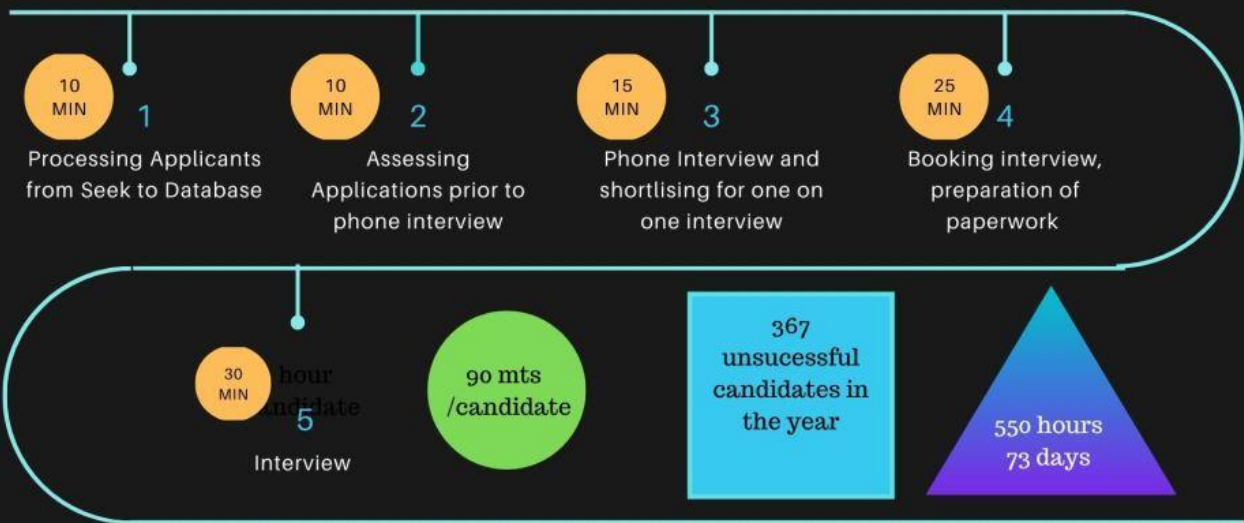 10
MIN
1
Processing Applicants
from Seek to Database
10
MIN
2
Assessing
Applications prior to
phone interview
15
MIN
3
Phone Interview and
shortlising for one on
one interview
25
MIN
4
Booking interview,
preparation of
paperwork
30
MIN
hour
5
Interview
90 mts
/candidate
367
unsucessful
candidates in
the year
550 hours
73 days